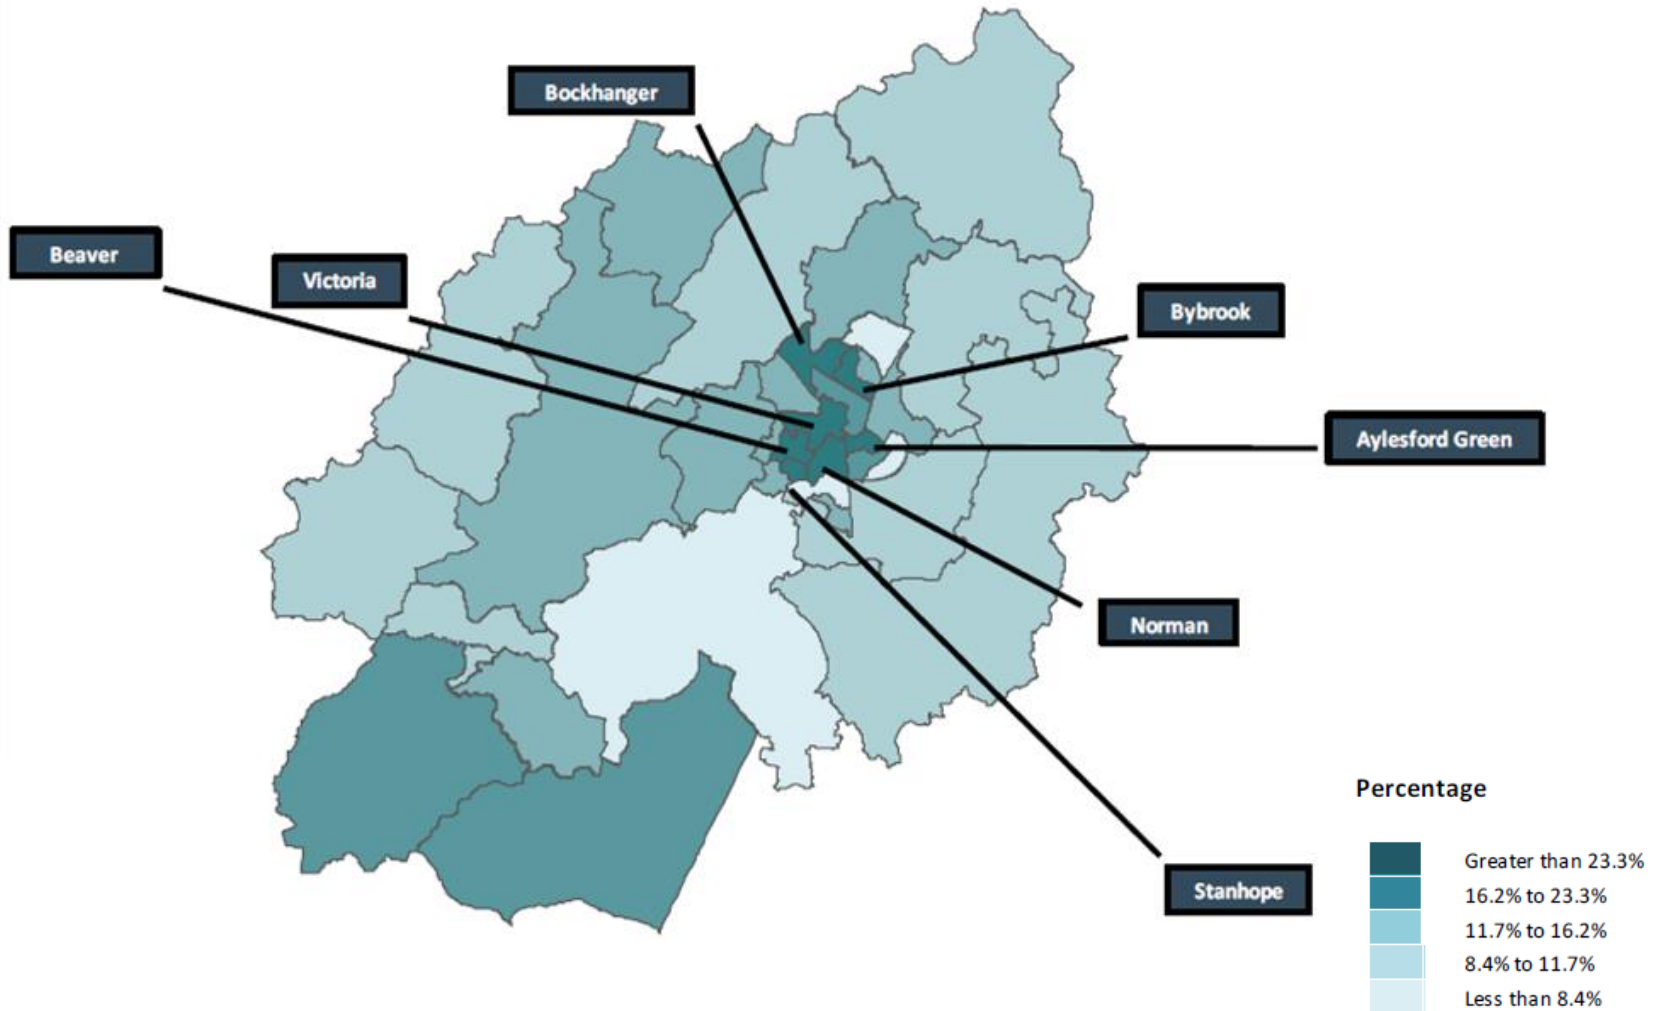 Bockhanger
Beaver
Victoria
Bybrook
Aylesford Green
Norman
Stanhope
Percentage
Greater than 23.3%
16.2% to 23.3%
11.7% to 16.2%
8.4% to 11.7%
Less than 8.4%